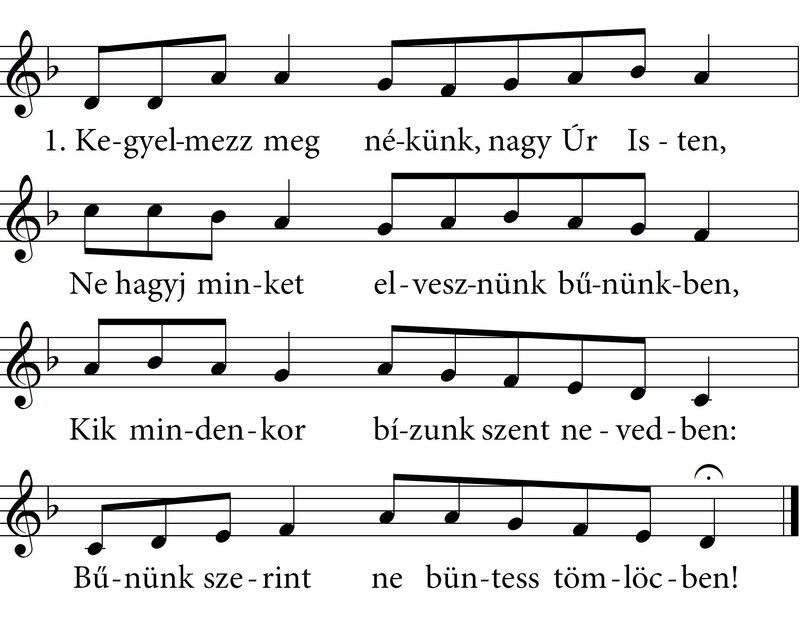 1. Ke-gyel-mezz meg né-künk, nagy Úr Is - ten,
Ne hagyj min-ket el-vesz-nünk bű-nünk-ben,
Kik min-den-kor bí-zunk szent ne - ved-ben:
Bű-nünk sze-rint ne bün-tess töm-löc-ben!